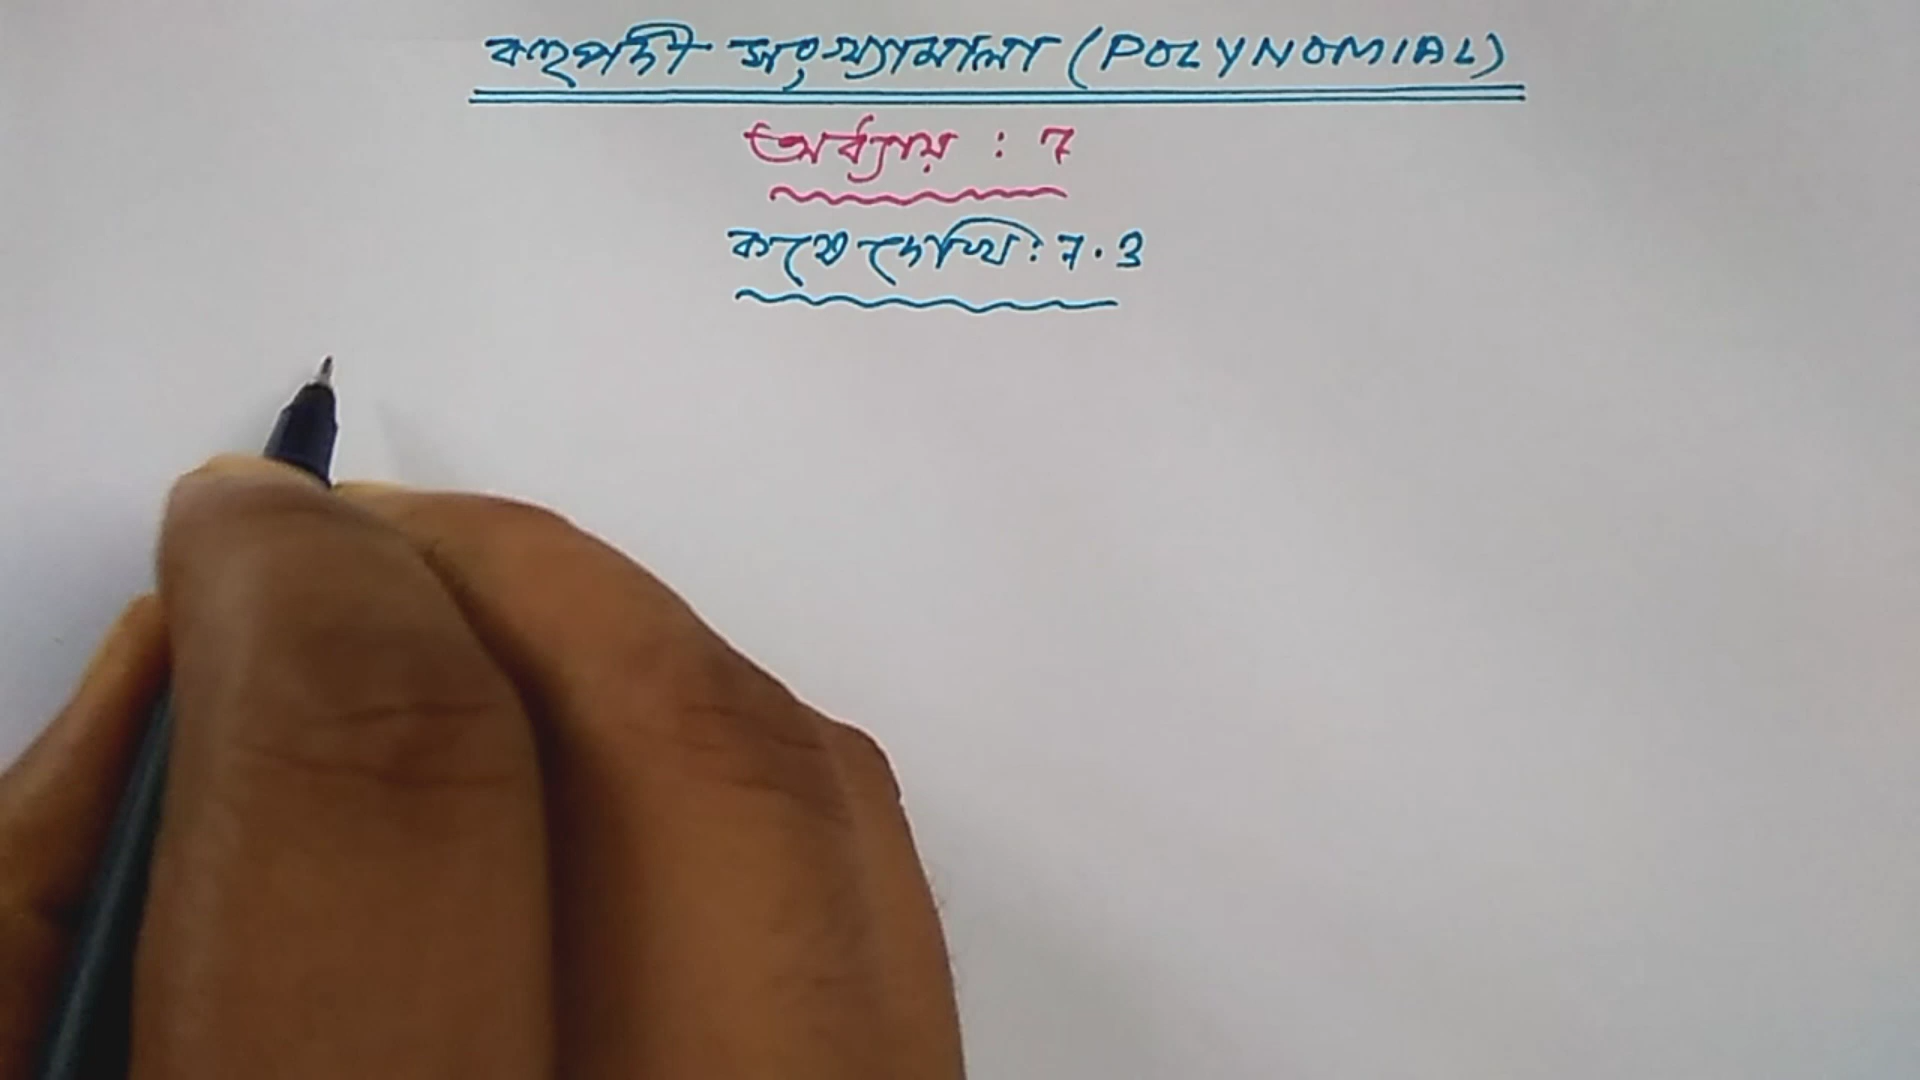 বহুপদী সংখ্যামালা (POLYNOMIAL)
অধ্যায় : 7
কষে দেখি : 7.3